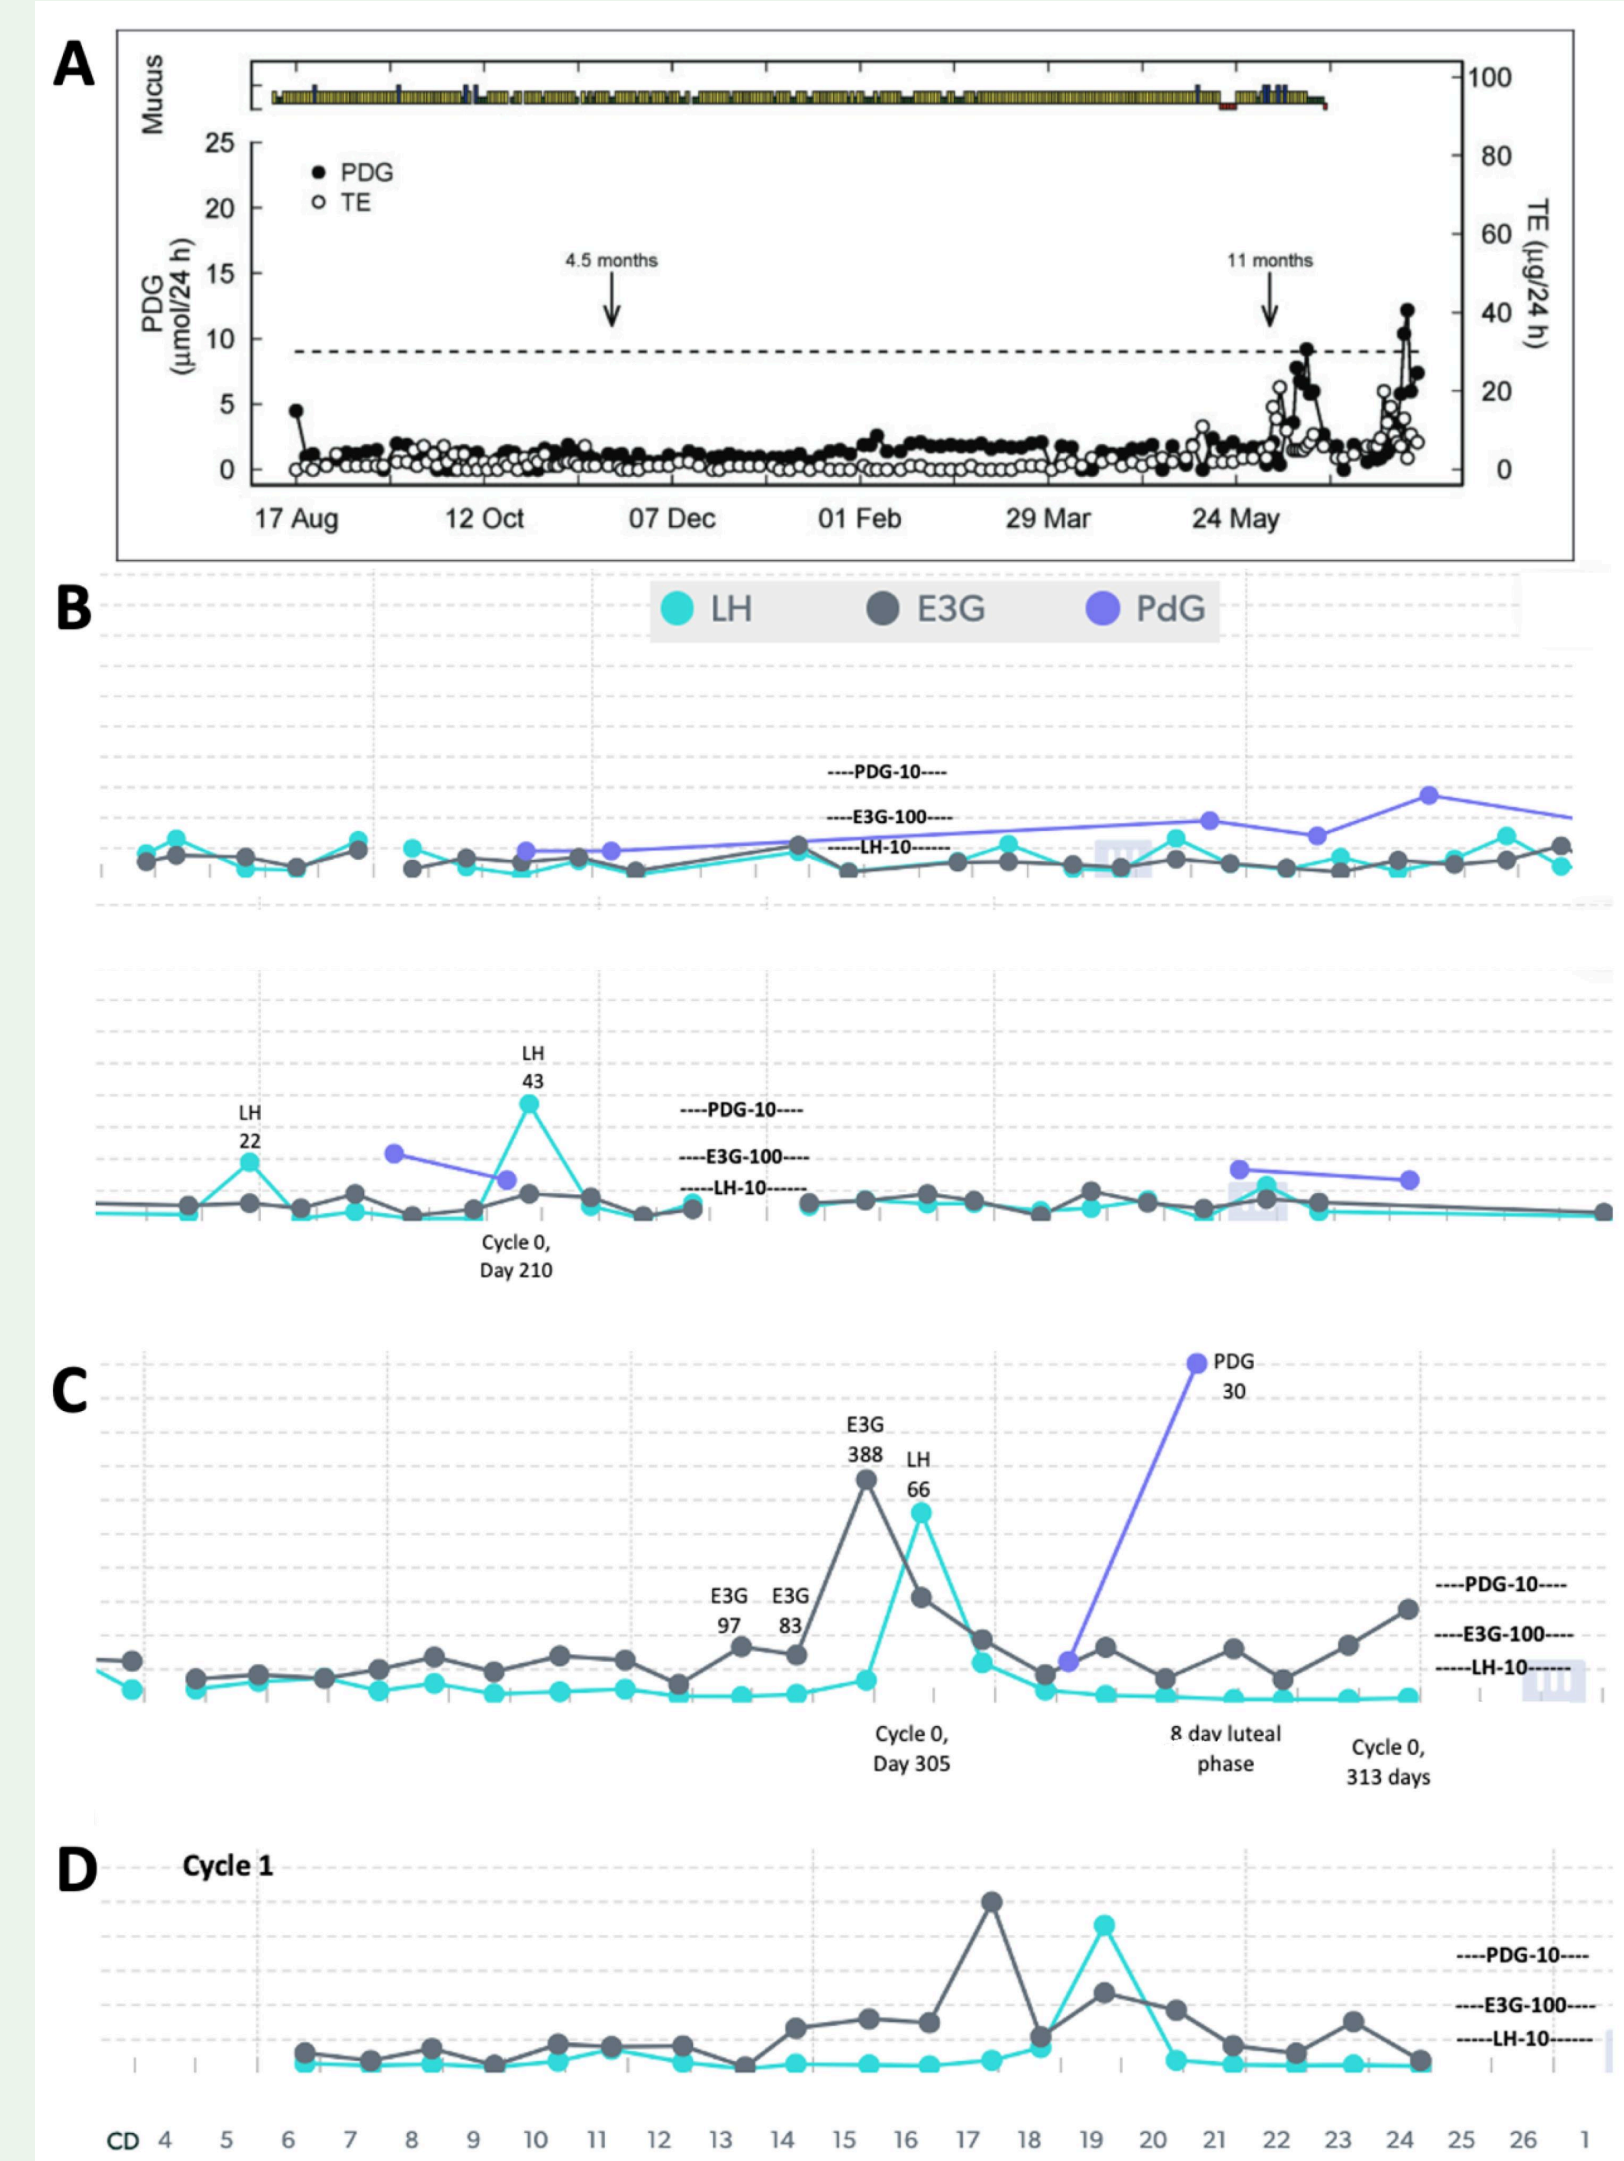 A
Mucus
100
25
80
PDG
TE
20
60
4.5 months
11 months
15
PDG
(μmol/24 h)
TE (μg/24 h)
10
40
5
20
0
0
17 Aug
12 Oct
07 Dec
01 Feb
29 Mar
24 May
B
LH
E3G
PdG
----PDG-10----
----E3G-100----
-----LH-10------
LH
43
LH
22
----PDG-10----
----E3G-100----
-----LH-10------
Cycle 0,
Day 210
C
PDG
30
E3G
388
LH
66
E3G
97
E3G
83
----PDG-10----
----E3G-100----
-----LH-10------
Cycle 0,
Day 305
8 day luteal
phase
Cycle 0,
313 days
D
Cycle 1
----PDG-10----
----E3G-100----
-----LH-10------
CD 4 5 6 7 8 9 10 11 12 13 14 15 16 17 18 19 20 21 22 23 24 25 26 1